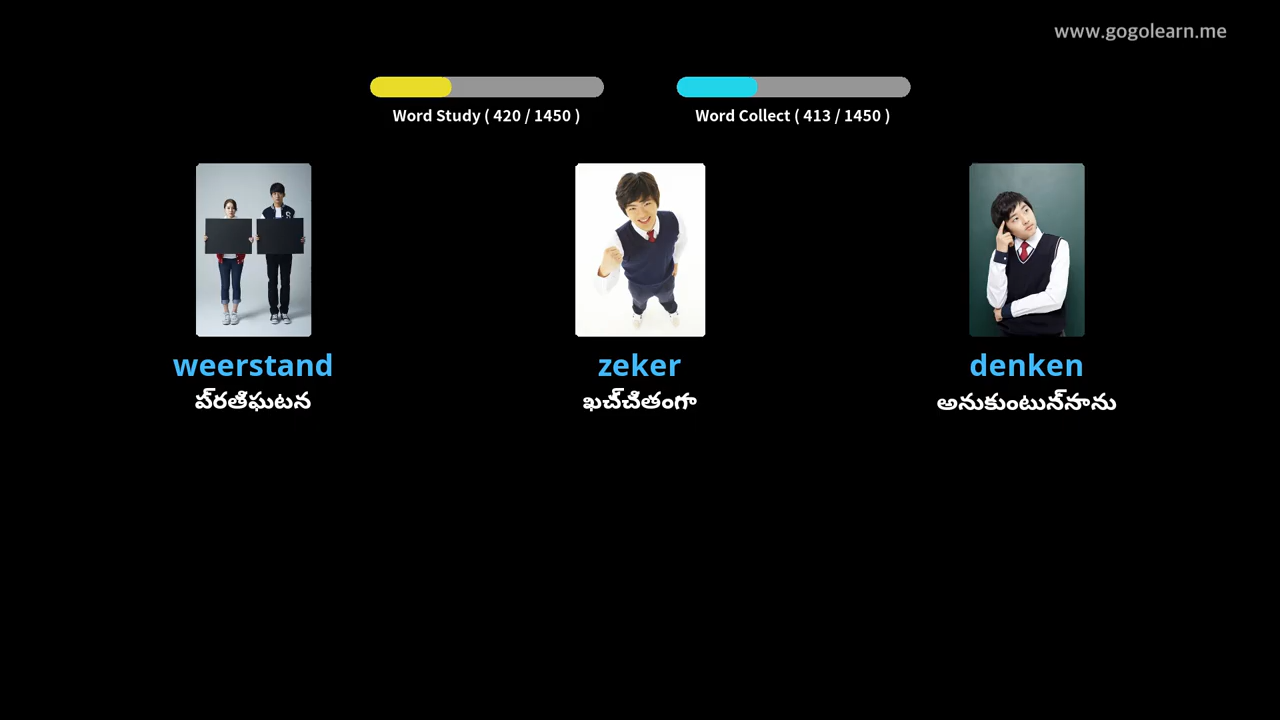 www.gogolearn.me
Word Study ( 420 / 1450 )
Word Collect ( 413 / 1450 )
weerstand
ప్రతిఘటన
zeker
ఖచ్చితంగా
denken
అనుకుంటున్నాను